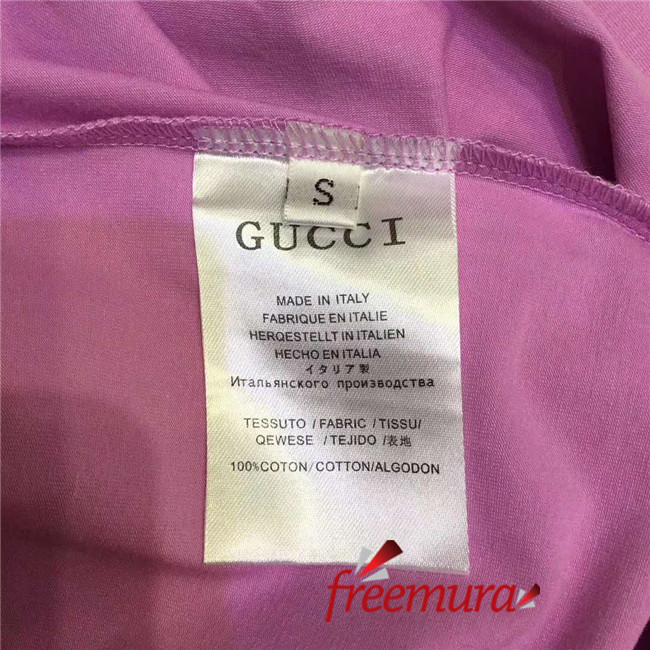 S
GUCCI
MADE IN ITALY
FABRIQUE EN ITALIE
HERQESTELLT IN ITALIEN
HECHO EN ITALIA
イタリア製
Итальянского производства
TESSUTO / FABRIC / TISSU/
QEWESE / TEJIDO / 表地
100%COTON/COTTON/ALGODON
freemura